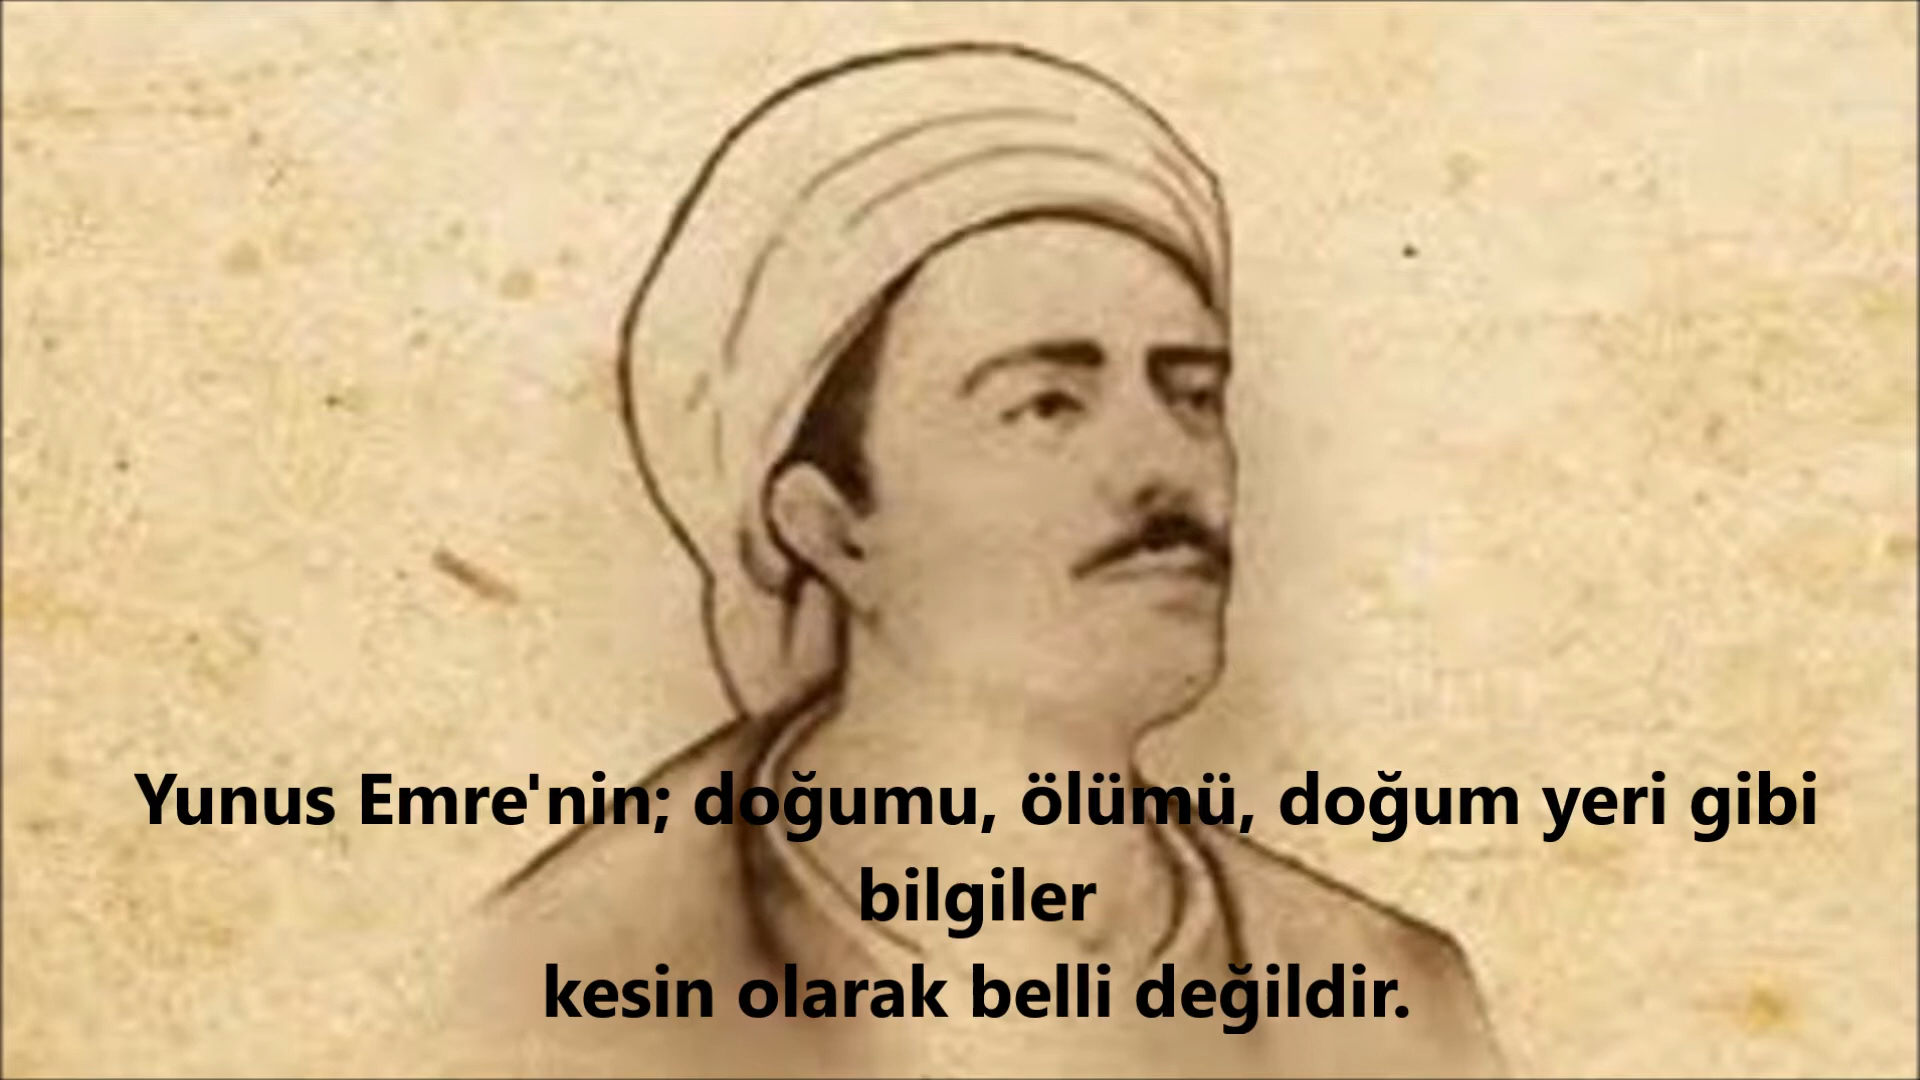 Yunus Emre'nin; doğumu, ölümü, doğum yeri gibi
bilgiler
kesin olarak belli değildir.